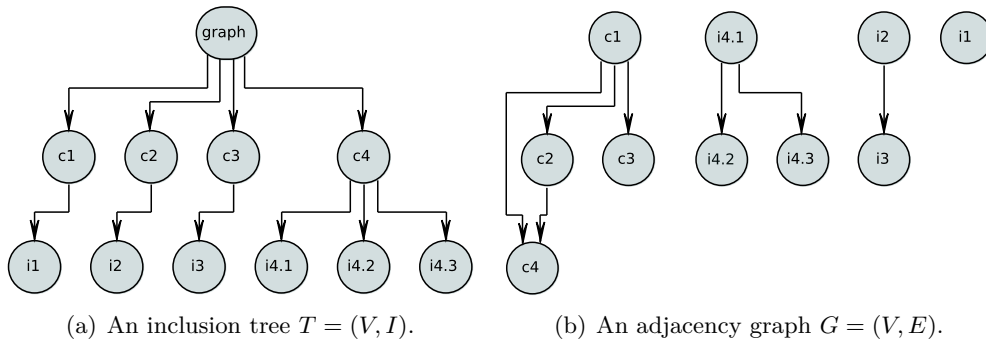 graph
c1 c2 c3 c4
i1 i2 i3 i4.1 i4.2 i4.3
(a) An inclusion tree T = (V, I).
c1 i4.1 i2 i1
c2 c3 i4.2 i4.3 i3
c4
(b) An adjacency graph G = (V, E).